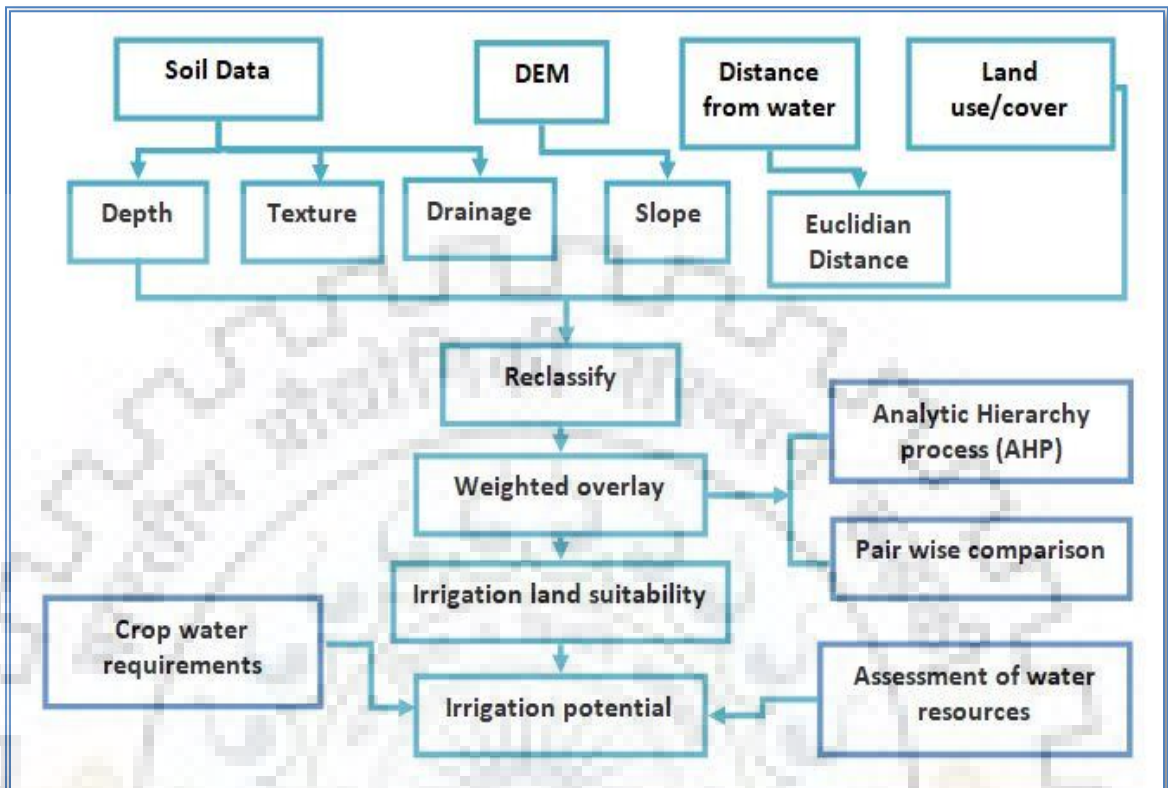 Soil Data
DEM
Distance
from water
Land
use/cover
Depth
Texture
Drainage
Slope
Euclidian
Distance
Reclassify
Analytic Hierarchy
process (AHP)
Weighted overlay
Pair wise comparison
Irrigation land suitability
Crop water
requirements
Assessment of water
resources
Irrigation potential